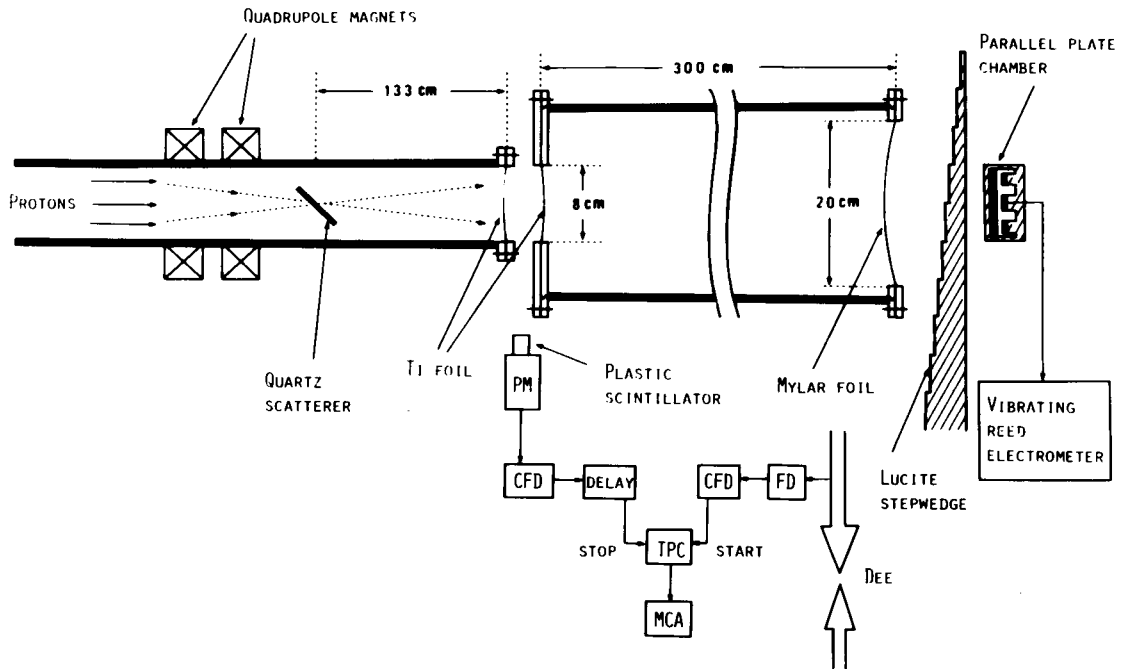 QUADRUPOLE MAGNETS
133 cm
300 cm
PARALLEL PLATE
CHAMBER
PROTONS
8 cm
20 cm
TI FOIL
QUARTZ
SCATTERER
PM
PLASTIC
SCINTILLATOR
MYLAR FOIL
VIBRATING
REED
ELECTROMETER
LUCITE
STEPWEDGE
CFD
DELAY
CFD
FD
STOP
TPC
START
DEE
MCA